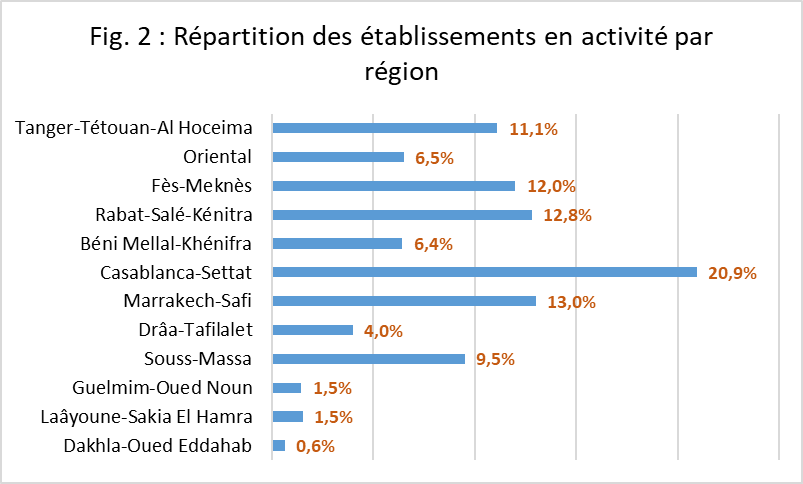 Fig. 2 : Répartition des établissements en activité par
région
Tanger-Tétouan-Al Hoceima 11,1%
Oriental 6,5%
Fès-Meknès 12,0%
Rabat-Salé-Kénitra 12,8%
Béni Mellal-Khénifra 6,4%
Casablanca-Settat 20,9%
Marrakech-Safi 13,0%
Drâa-Tafilalet 4,0%
Souss-Massa 9,5%
Guelmim-Oued Noun 1,5%
Laâyoune-Sakia El Hamra 1,5%
Dakhla-Oued Eddahab 0,6%